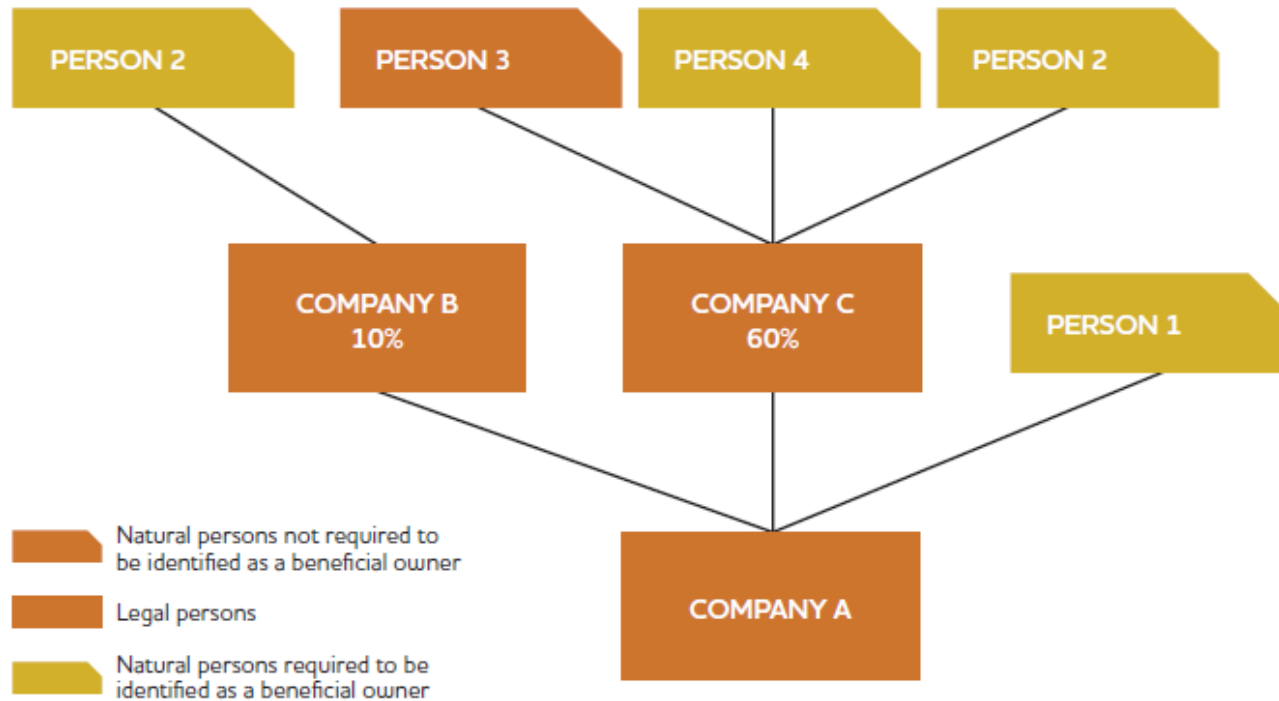 PERSON 2
PERSON 3
PERSON 4
PERSON 2
COMPANY B
10%
COMPANY C
60%
PERSON 1
Natural persons not required to
be identified as a beneficial owner
Legal persons
Natural persons required to be
identified as a beneficial owner
COMPANY A